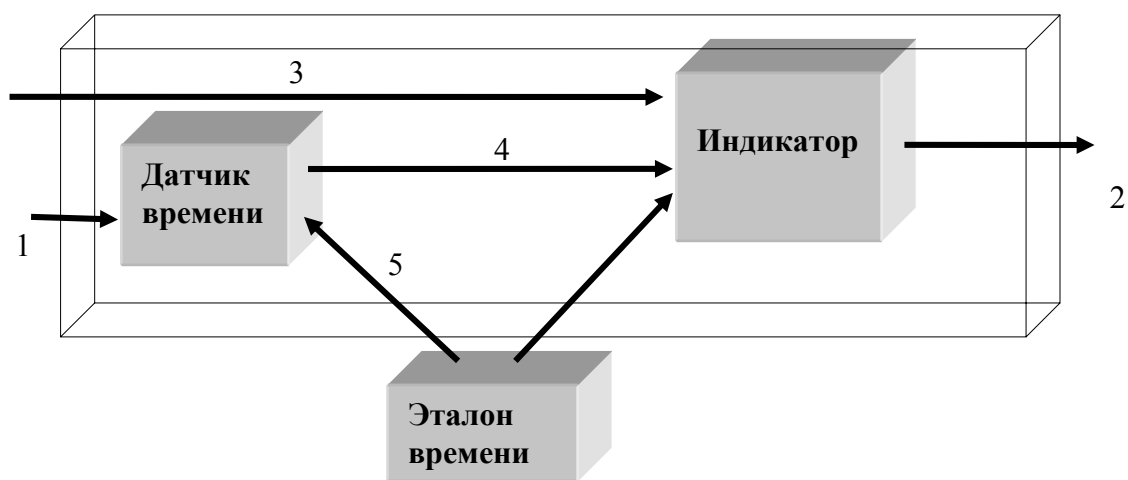 3
Индикатор
4
Датчик
времени
2
1
5
Эталон
времени